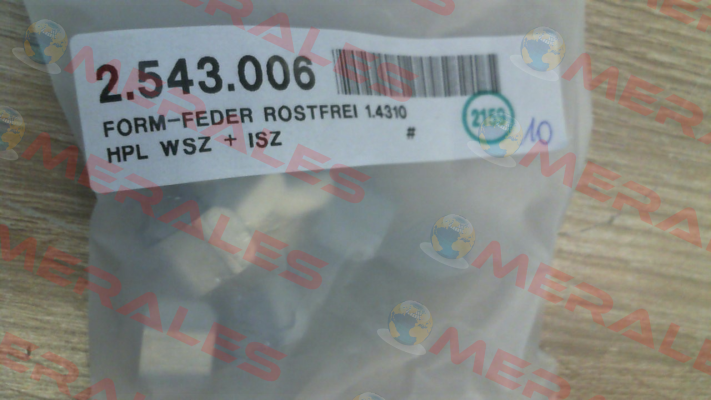 2.543.006
FORM-FEDER ROSTFREI 1.4310
HPL WSZ + ISZ #
2159
10
MERALES
MERALES
MERALES
MERALES
MERALES